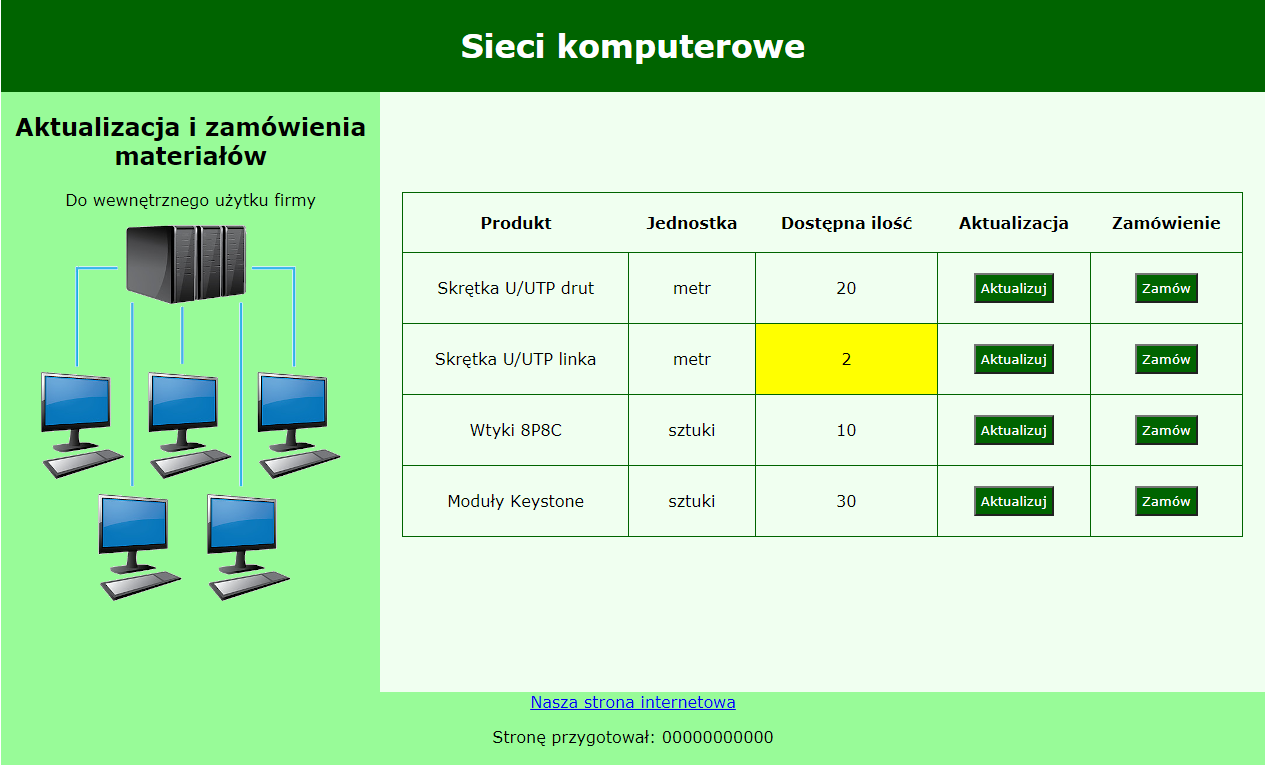 Sieci komputerowe
Aktualizacja i zamówienia
materiałów
Do wewnętrznego użytku firmy
Produkt Jednostka Dostępna ilość Aktualizacja Zamówienie
Skrętka U/UTP drut metr 20 Aktualizuj Zamów
Skrętka U/UTP linka metr 2 Aktualizuj Zamów
Wtyki 8P8C sztuki 10 Aktualizuj Zamów
Moduły Keystone sztuki 30 Aktualizuj Zamów
Nasza strona internetowa
Stronę przygotował: 00000000000